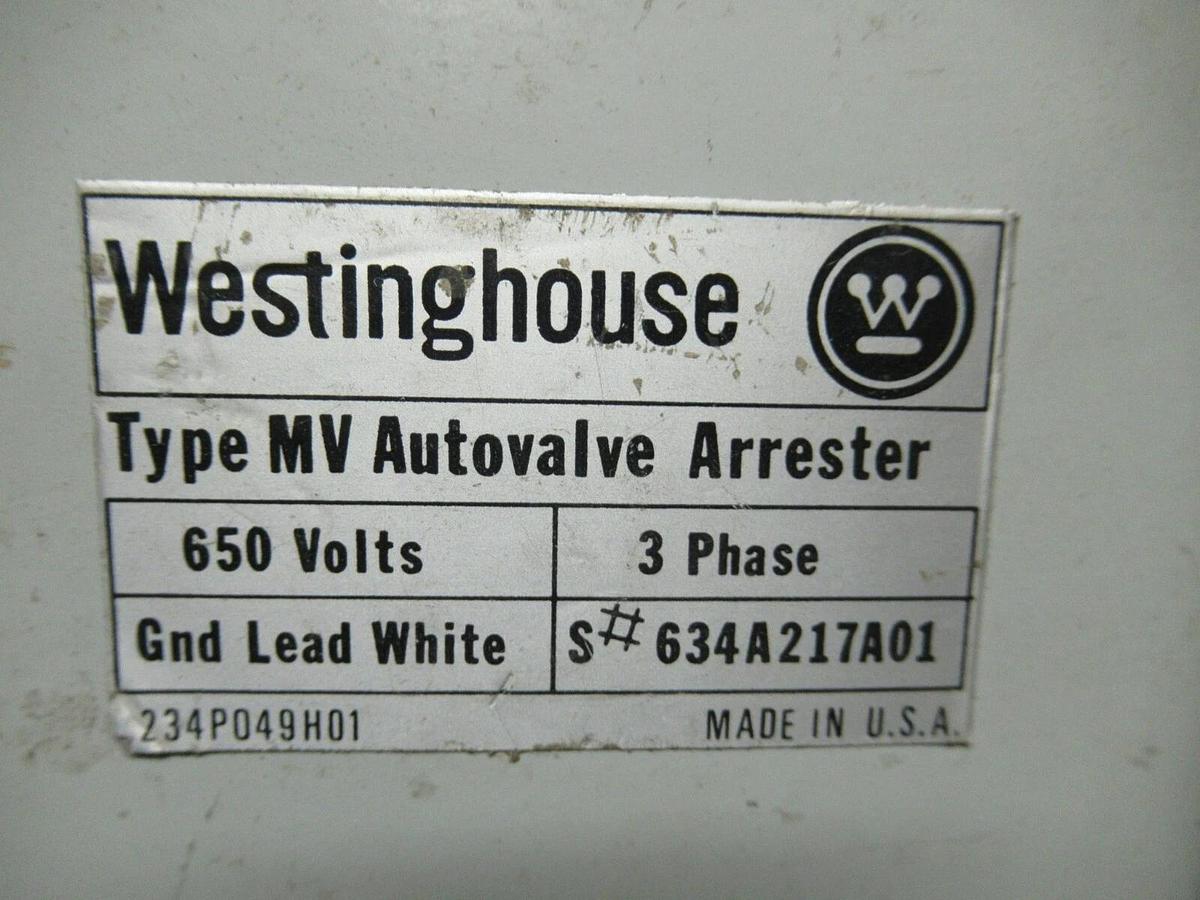 Westinghouse W
Type MV Autovalve Arrester
650 Volts 3 Phase
Gnd Lead White S# 634A217A01
234P049H01 MADE IN U.S.A.